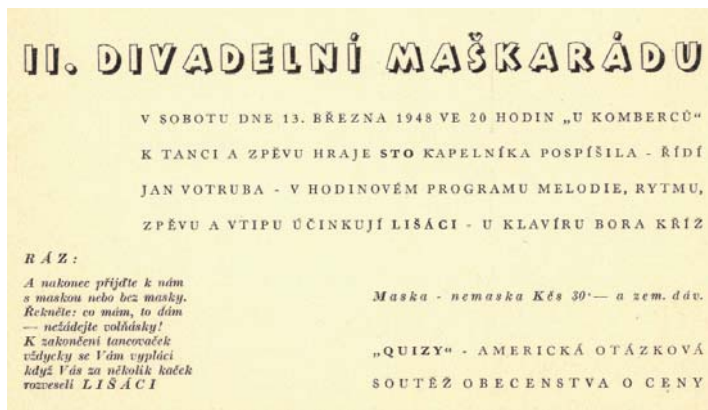 II. DIVADELNÍ MAŠKARÁDU
V SOBOTU DNE 13. BŘEZNA 1948 VE 20 HODIN „U KOMBERCŮ“
K TANCI A ZPĚVU HRAJE STO KAPELNÍKA POSPÍŠILA - ŘÍDÍ
JAN VOTRUBA - V HODINOVÉM PROGRAMU MELODIE, RYTMU,
ZPĚVU A VTIPU ÚČINKUJÍ LIŠÁCI - U KLAVÍRU BORA KŘÍŽ
RÁZ:
A nakonec přijďte k nám
s maskou nebo bez masky.
Řekněte: co mám, to dám
— nežádejte volňásky!
K zakončení tancovaček
vždycky se Vám vyplácí
když Vás za několik kaček
rozveselí LIŠÁCI
Maska - nemaska Kčs 30·— a zem. dáv.
„QUIZY“ - AMERICKÁ OTÁZKOVÁ
SOUTĚŽ OBECENSTVA O CENY